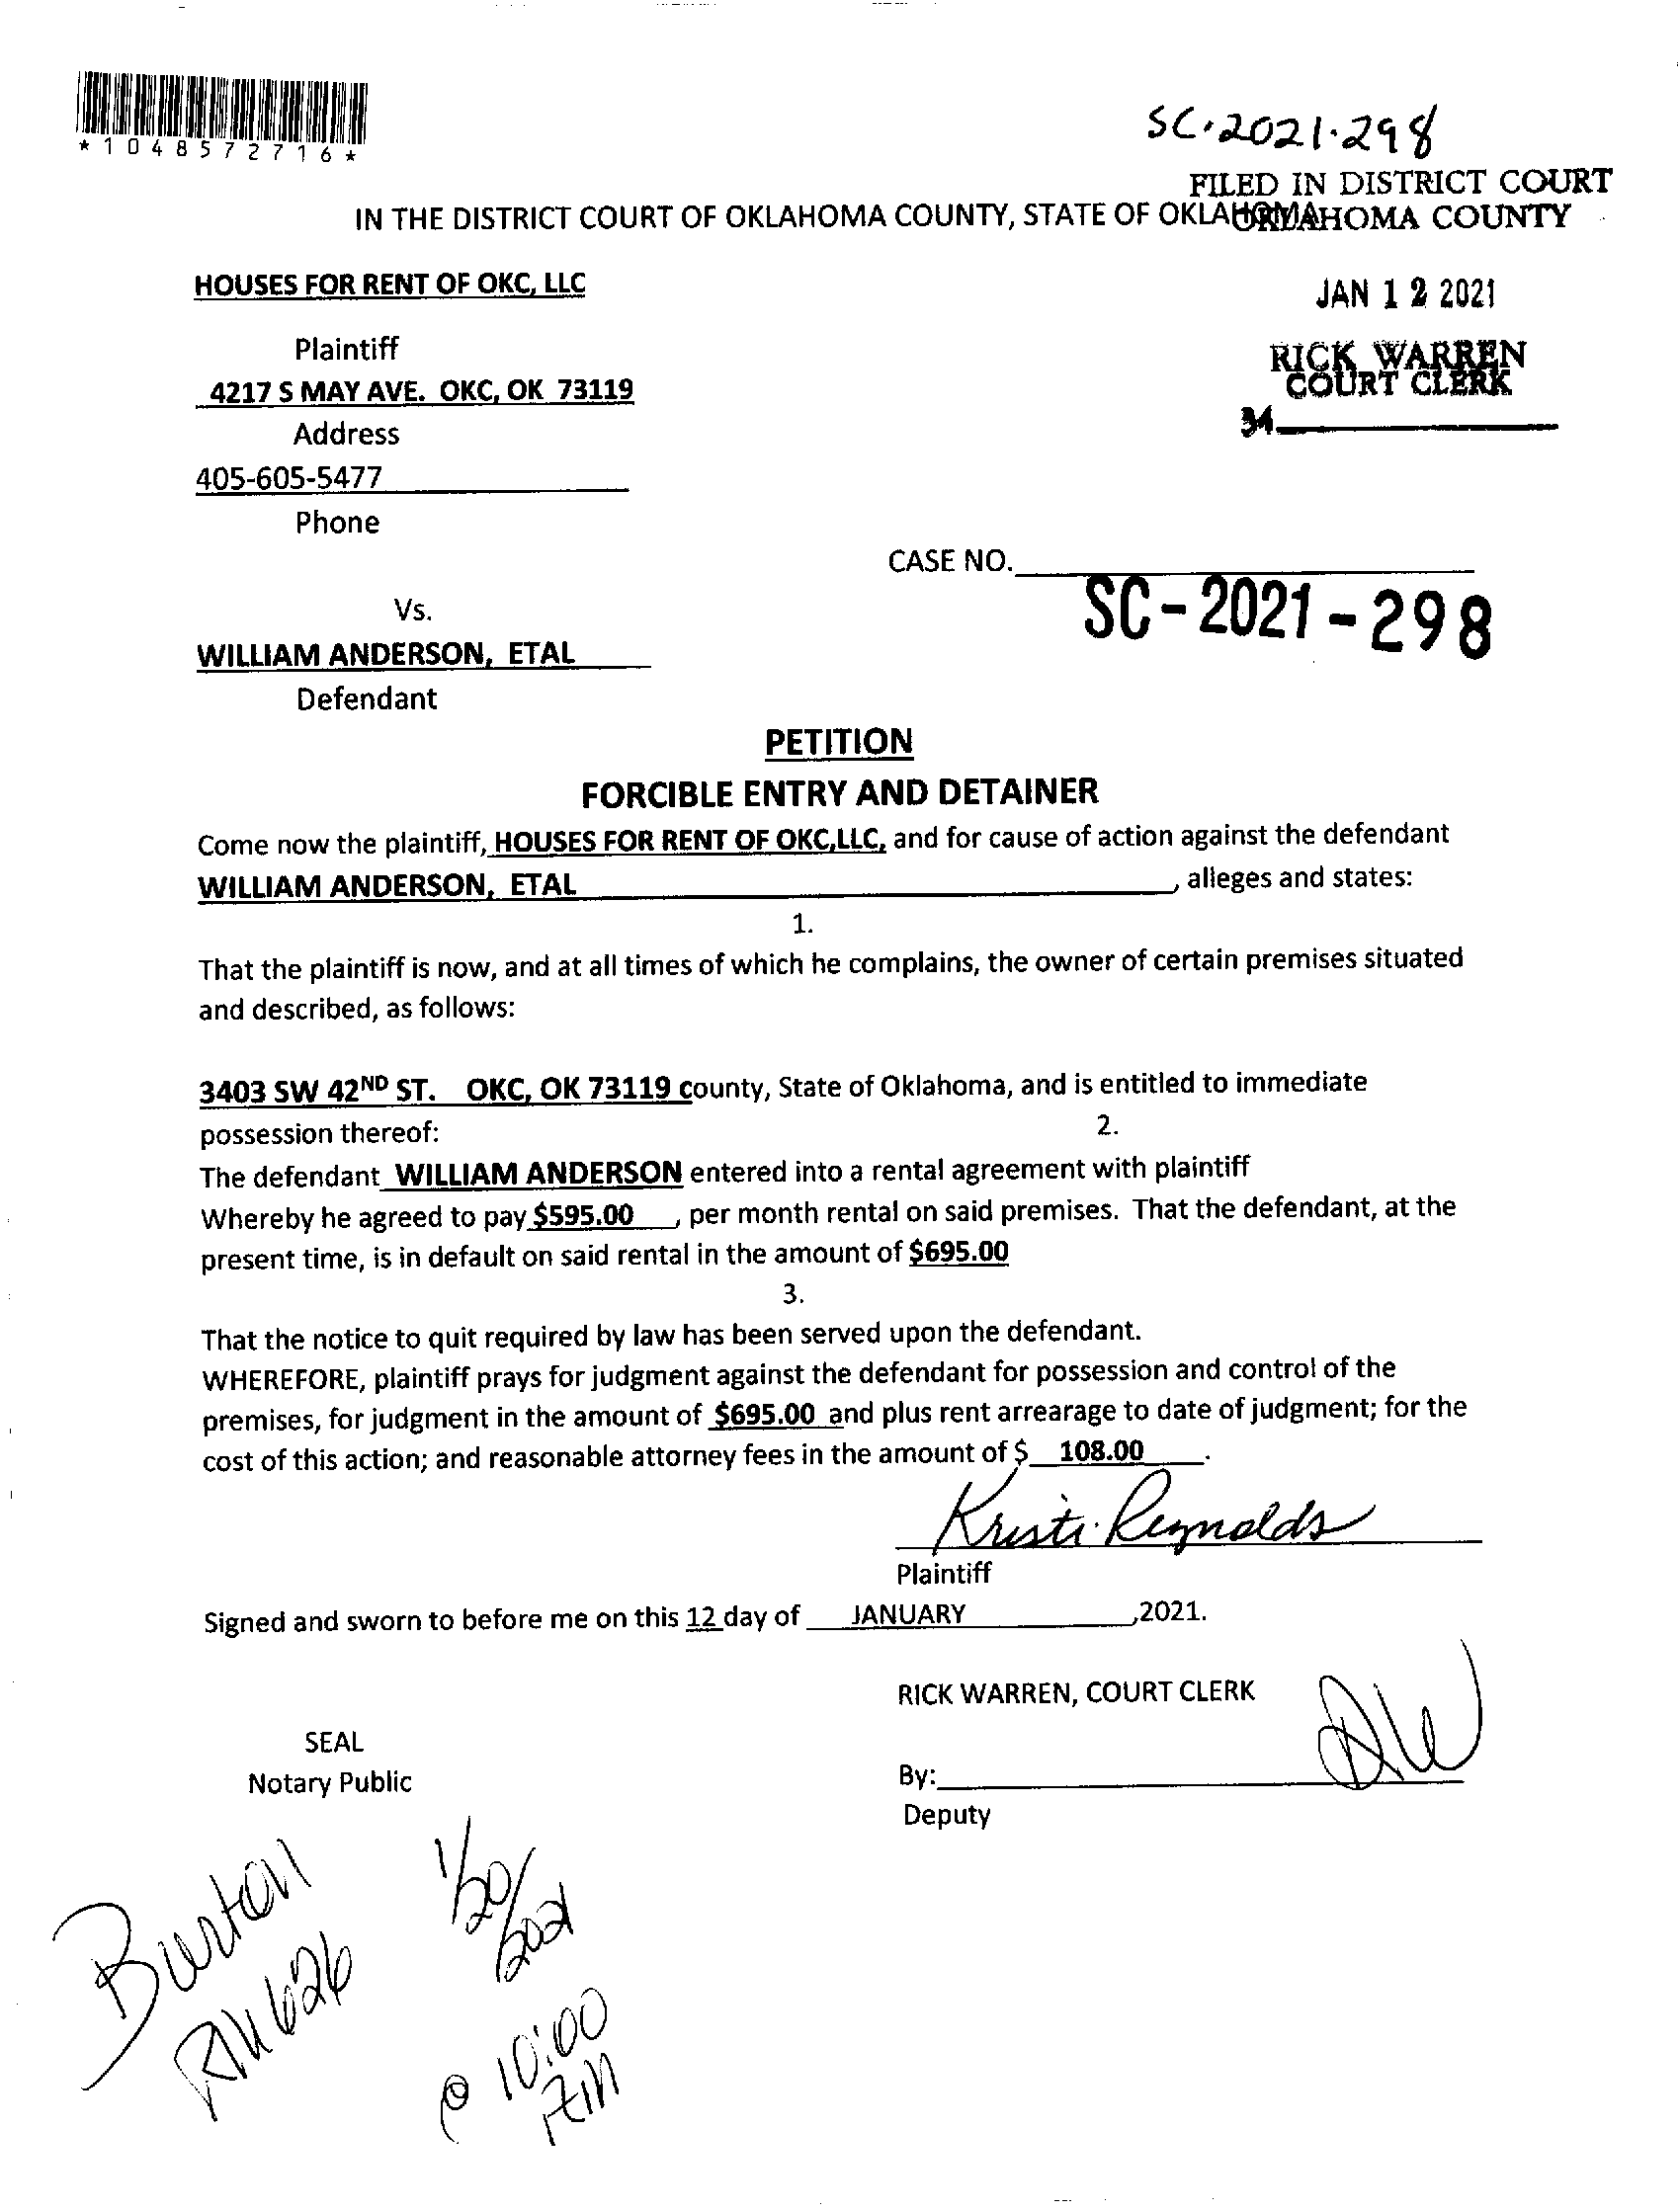 *1048572716*
SC.2021.298
FILED IN DISTRICT COURT
OKLAHOMA COUNTY
IN THE DISTRICT COURT OF OKLAHOMA COUNTY, STATE OF OKLAHOMA
HOUSES FOR RENT OF OKC, LLC
JAN 12 2021
Plaintiff
RICK WARREN
COURT CLERK
4217 S MAY AVE. OKC, OK 73119
34
Address
405-605-5477
Phone
CASE NO.
SC-2021-298
Vs.
WILLIAM ANDERSON, ETAL
Defendant
PETITION
FORCIBLE ENTRY AND DETAINER
Come now the plaintiff, HOUSES FOR RENT OF OKC,LLC, and for cause of action against the defendant
WILLIAM ANDERSON, ETAL, alleges and states:
1.
That the plaintiff is now, and at all times of which he complains, the owner of certain premises situated
and described, as follows:
3403 SW 42ND ST. OKC, OK 73119 county, State of Oklahoma, and is entitled to immediate
possession thereof: 2.
The defendant WILLIAM ANDERSON entered into a rental agreement with plaintiff
Whereby he agreed to pay $595.00 , per month rental on said premises. That the defendant, at the
present time, is in default on said rental in the amount of $695.00
3.
That the notice to quit required by law has been served upon the defendant.
WHEREFORE, plaintiff prays for judgment against the defendant for possession and control of the
premises, for judgment in the amount of $695.00 and plus rent arrearage to date of judgment; for the
cost of this action; and reasonable attorney fees in the amount of $ 108.00 .
Kristi Reynolds
Plaintiff
Signed and sworn to before me on this 12 day of JANUARY ,2021.
RICK WARREN, COURT CLERK
SEAL
Notary Public
By: DW
Deputy
Burton
RM 626
1/20/2021
@ 10:00
AM